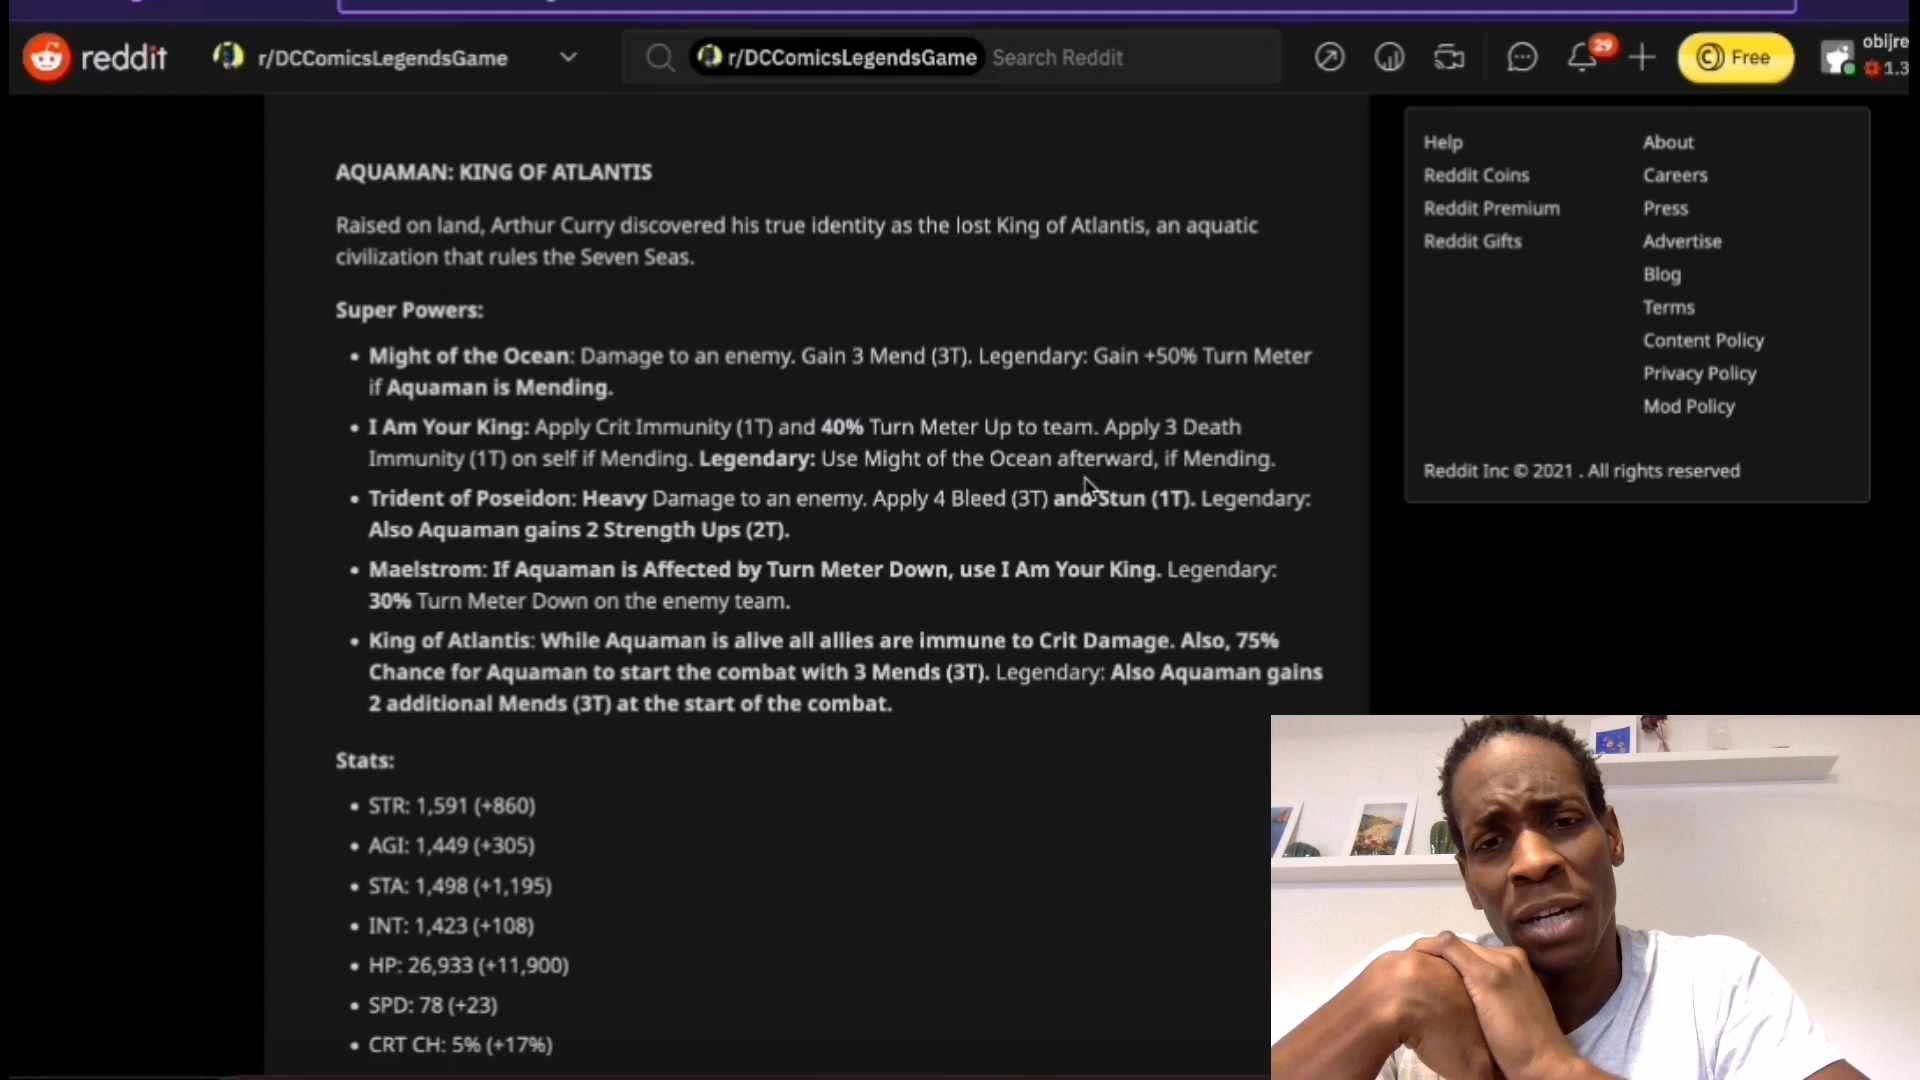 reddit
r/DCComicsLegendsGame
r/DCComicsLegendsGame Search Reddit
29
Free
obijre
1.3
AQUAMAN: KING OF ATLANTIS
Raised on land, Arthur Curry discovered his true identity as the lost King of Atlantis, an aquatic
civilization that rules the Seven Seas.
Super Powers:
• Might of the Ocean: Damage to an enemy. Gain 3 Mend (3T). Legendary: Gain +50% Turn Meter
if Aquaman is Mending.
• I Am Your King: Apply Crit Immunity (1T) and 40% Turn Meter Up to team. Apply 3 Death
Immunity (1T) on self if Mending. Legendary: Use Might of the Ocean afterward, if Mending.
• Trident of Poseidon: Heavy Damage to an enemy. Apply 4 Bleed (3T) and Stun (1T). Legendary:
Also Aquaman gains 2 Strength Ups (2T).
• Maelstrom: If Aquaman is Affected by Turn Meter Down, use I Am Your King. Legendary:
30% Turn Meter Down on the enemy team.
• King of Atlantis: While Aquaman is alive all allies are immune to Crit Damage. Also, 75%
Chance for Aquaman to start the combat with 3 Mends (3T). Legendary: Also Aquaman gains
2 additional Mends (3T) at the start of the combat.
Stats:
• STR: 1,591 (+860)
• AGI: 1,449 (+305)
• STA: 1,498 (+1,195)
• INT: 1,423 (+108)
• HP: 26,933 (+11,900)
• SPD: 78 (+23)
• CRT CH: 5% (+17%)
Help
Reddit Coins
Reddit Premium
Reddit Gifts
About
Careers
Press
Advertise
Blog
Terms
Content Policy
Privacy Policy
Mod Policy
Reddit Inc © 2021 . All rights reserved